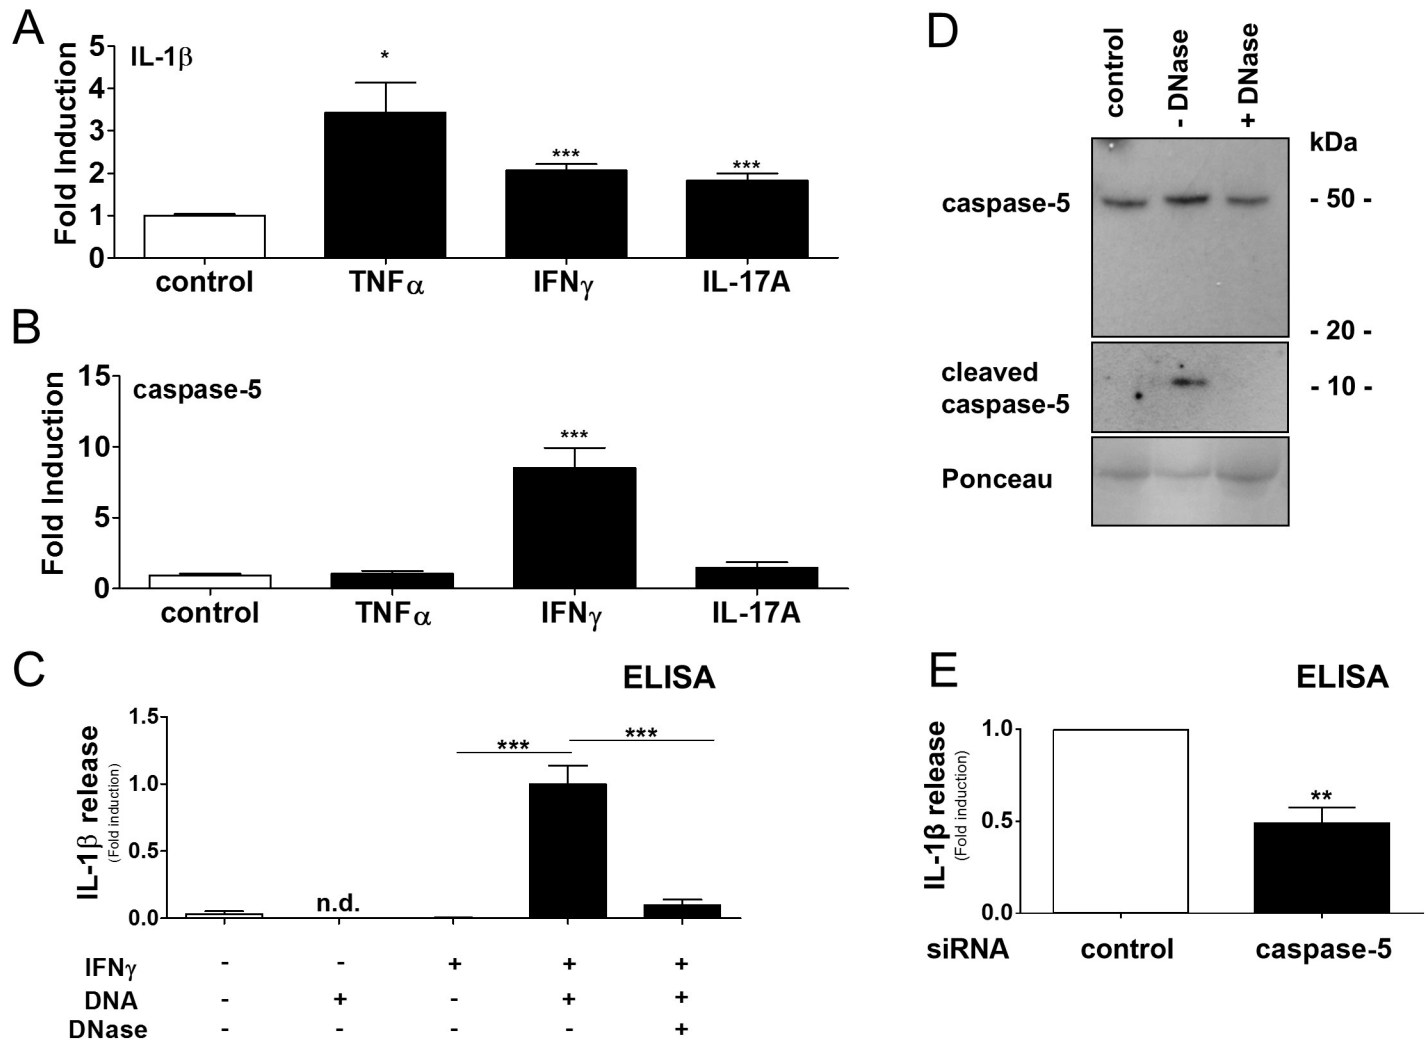 A
IL-1β
Fold Induction
5
4
3
2
1
0
*
***
***
control TNFα IFNγ IL-17A
B
caspase-5
Fold Induction
15
10
5
0
***
control TNFα IFNγ IL-17A
C
ELISA
IL-1β release
(Fold induction)
1.5
1.0
0.5
0.0
n.d.
***
***
IFNγ - - + + +
DNA - + - + +
DNase - - - - +
D
control
- DNase
+ DNase
kDa
caspase-5
- 50 -
- 20 -
cleaved
caspase-5
- 10 -
Ponceau
E
ELISA
IL-1β release
(Fold induction)
1.0
0.5
0.0
**
siRNA control caspase-5